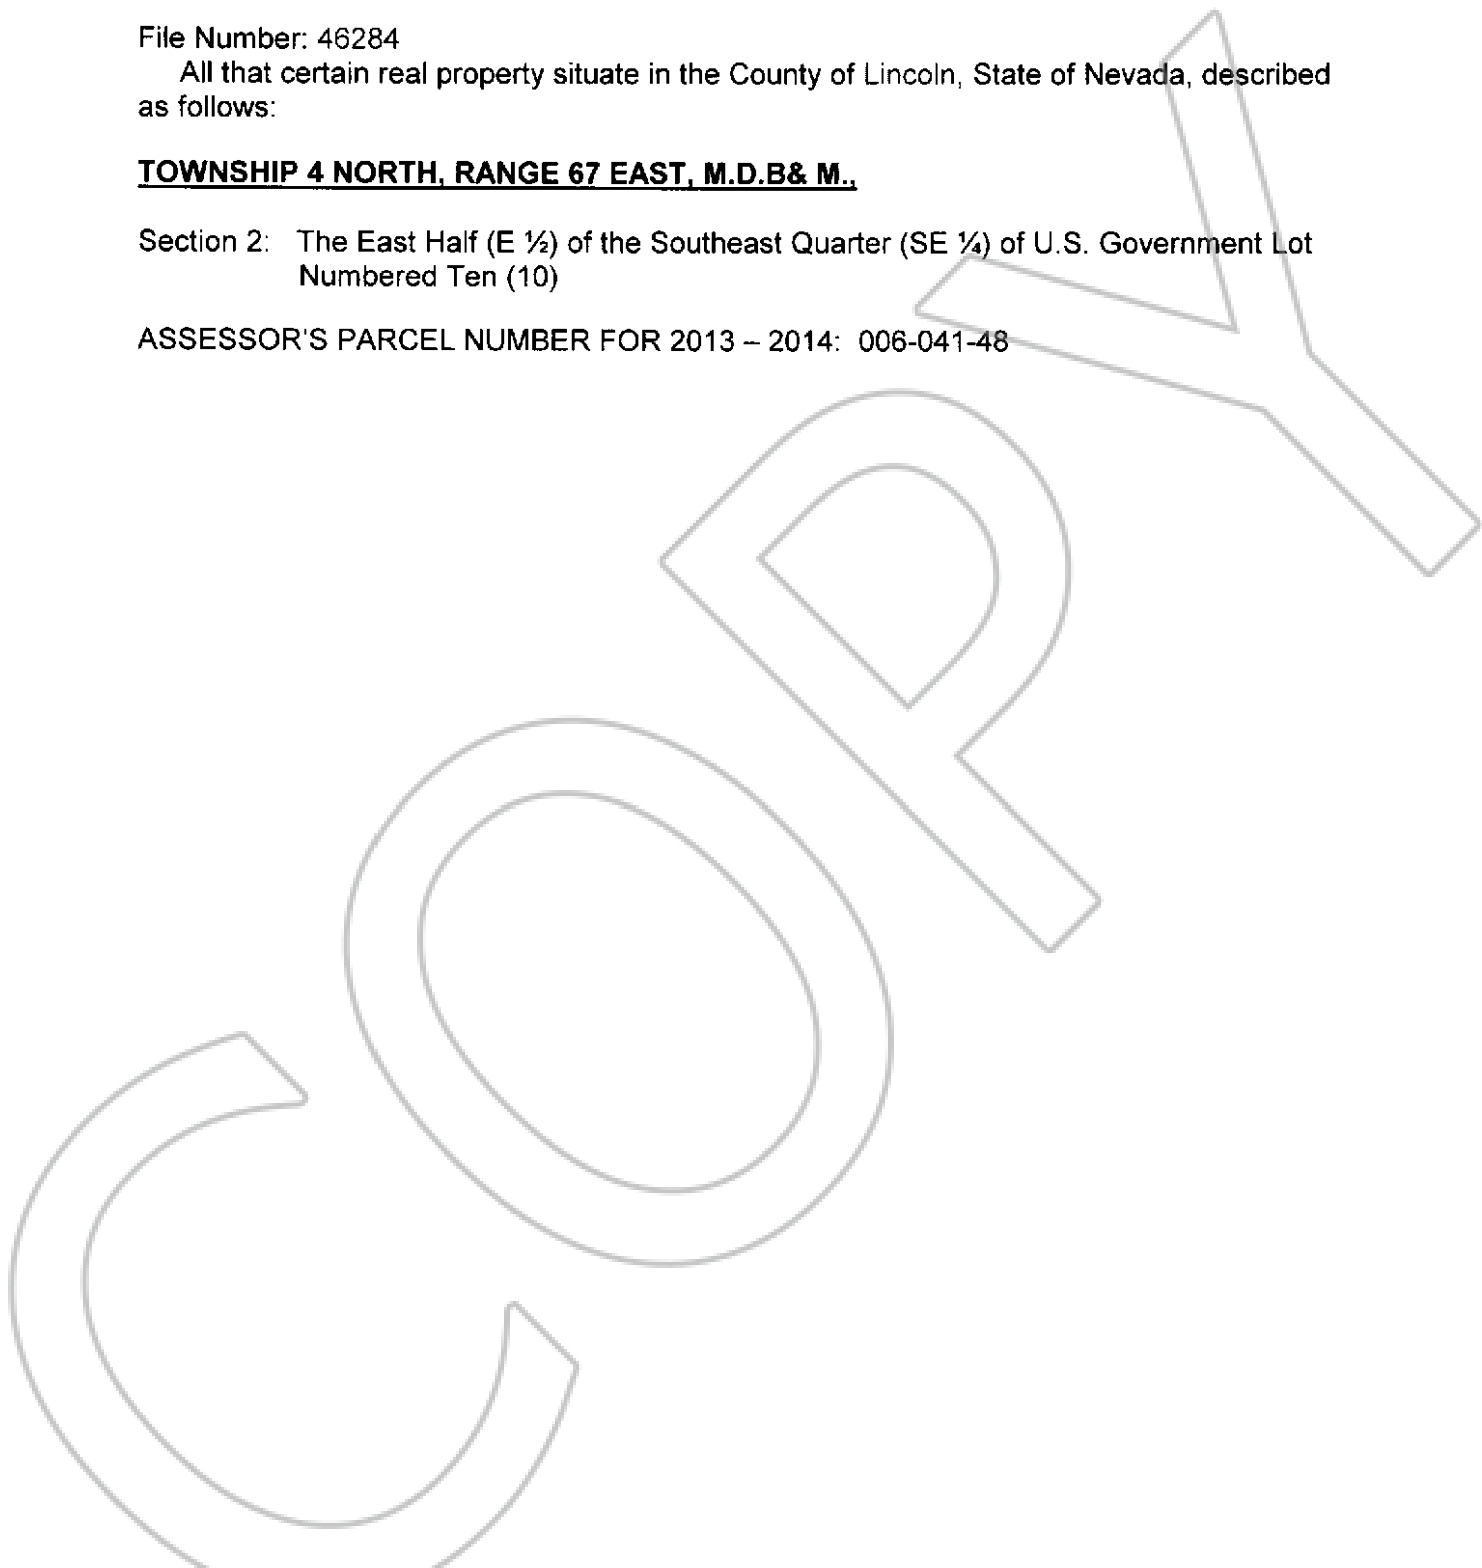 File Number: 46284
All that certain real property situate in the County of Lincoln, State of Nevada, described
as follows:
TOWNSHIP 4 NORTH, RANGE 67 EAST, M.D.B& M.,
Section 2: The East Half (E ½) of the Southeast Quarter (SE ¼) of U.S. Government Lot
Numbered Ten (10)
ASSESSOR'S PARCEL NUMBER FOR 2013 – 2014: 006-041-48
COPY